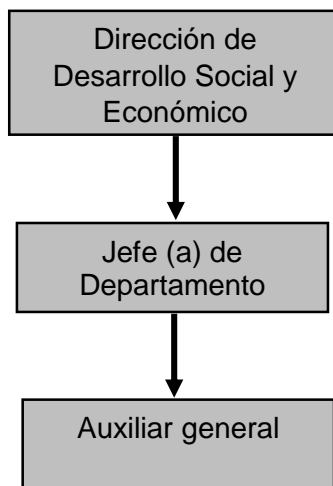 Dirección de
Desarrollo Social y
Económico
Jefe (a) de
Departamento
Auxiliar general